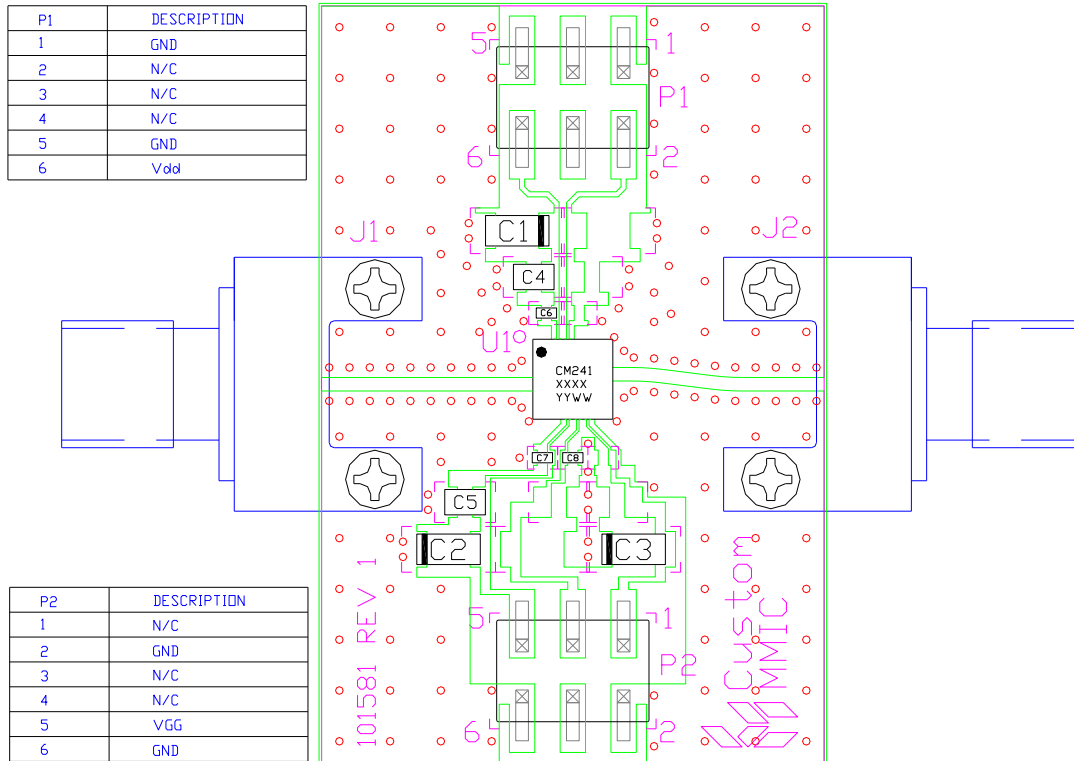 P1 DESCRIPTION
1 GND
2 N/C
3 N/C
4 N/C
5 GND
6 Vdd
5 1
P1
6 2
C1
J1 J2
C4
C6
U1
CM241
XXXX
YYWW
C7 C8
C5
C2 C3
P2 DESCRIPTION
1 N/C
2 GND
3 N/C
4 N/C
5 VGG
6 GND
5 1
P2
6 2
101581 REV 1
Custom
MMIC